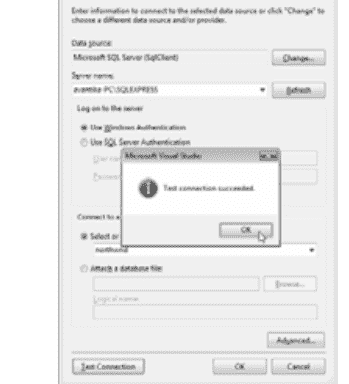 Enter information to connect to the selected data source or click "Change" to
choose a different data source and/or provider.
Data source:
Microsoft SQL Server (SqlClient)
Change...
Server name:
avantika-PC\SQLEXPRESS
Refresh
Log on to the server
Use Windows Authentication
Use SQL Server Authentication
Microsoft Visual Studio
Test connection succeeded.
OK
Select or
northwind
Attach a database file:
Browse...
Logical name:
Advanced...
Test Connection
OK
Cancel